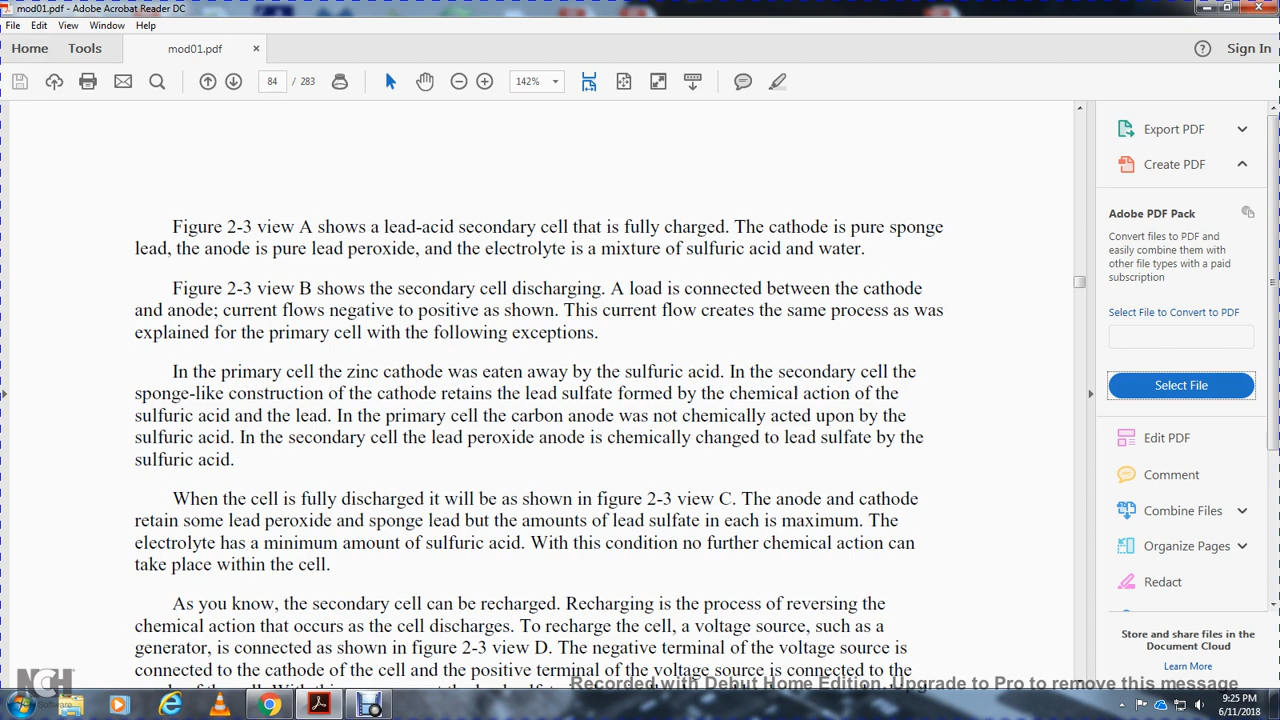 mod01.pdf - Adobe Acrobat Reader DC
File Edit View Window Help
Home Tools mod01.pdf × Sign In
84 / 283 142%
Figure 2-3 view A shows a lead-acid secondary cell that is fully charged. The cathode is pure sponge
lead, the anode is pure lead peroxide, and the electrolyte is a mixture of sulfuric acid and water.
Figure 2-3 view B shows the secondary cell discharging. A load is connected between the cathode
and anode; current flows negative to positive as shown. This current flow creates the same process as was
explained for the primary cell with the following exceptions.
In the primary cell the zinc cathode was eaten away by the sulfuric acid. In the secondary cell the
sponge-like construction of the cathode retains the lead sulfate formed by the chemical action of the
sulfuric acid and the lead. In the primary cell the carbon anode was not chemically acted upon by the
sulfuric acid. In the secondary cell the lead peroxide anode is chemically changed to lead sulfate by the
sulfuric acid.
When the cell is fully discharged it will be as shown in figure 2-3 view C. The anode and cathode
retain some lead peroxide and sponge lead but the amounts of lead sulfate in each is maximum. The
electrolyte has a minimum amount of sulfuric acid. With this condition no further chemical action can
take place within the cell.
As you know, the secondary cell can be recharged. Recharging is the process of reversing the
chemical action that occurs as the cell discharges. To recharge the cell, a voltage source, such as a
generator, is connected as shown in figure 2-3 view D. The negative terminal of the voltage source is
connected to the cathode of the cell and the positive terminal of the voltage source is connected to the
Export PDF
Create PDF
Adobe PDF Pack
Convert files to PDF and
easily combine them with
other file types with a paid
subscription
Select File to Convert to PDF
Select File
Edit PDF
Comment
Combine Files
Organize Pages
Redact
Store and share files in the
Document Cloud
Learn More
NCH
Software
Recorded with Debut Home Edition. Upgrade to Pro to remove this message
9:25 PM
6/11/2018